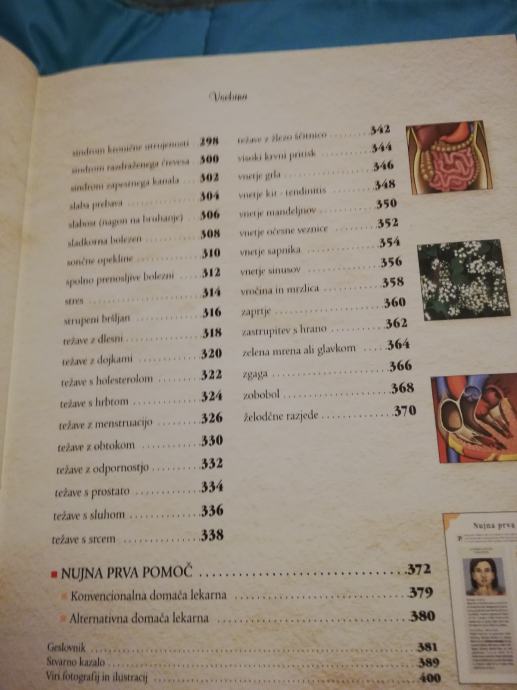 Vsebina
sindrom kronične utrujenosti 298
sindrom razdraženega črevesa 300
sindrom zapestnega kanala 302
slaba prebava 304
slabost (nagon na bruhanje) 306
sladkorna bolezen 308
sončne opekline 310
spolno prenosljive bolezni 312
stres 314
strupeni bršljan 316
težave z dlesni 318
težave z dojkami 320
težave s holesterolom 322
težave s hrbtom 324
težave z menstruacijo 326
težave z obtokom 330
težave z odpornostjo 332
težave s prostato 334
težave s sluhom 336
težave s srcem 338
težave z žlezo ščitnico 342
visoki krvni pritisk 344
vnetje grla 346
vnetje kit - tendinitis 348
vnetje mandeljnov 350
vnetje očesne veznice 352
vnetje sapnika 354
vnetje sinusov 356
vročina in mrzlica 358
zaprtje 360
zastrupitev s hrano 362
zelena mrena ali glavkom 364
zgaga 366
zobobol 368
želodčne razjede 370
NUJNA PRVA POMOČ 372
Konvencionalna domača lekarna 379
Alternativna domača lekarna 380
Geslovnik 381
Stvarno kazalo 389
Viri fotografij in ilustracij 400
Nujna prva